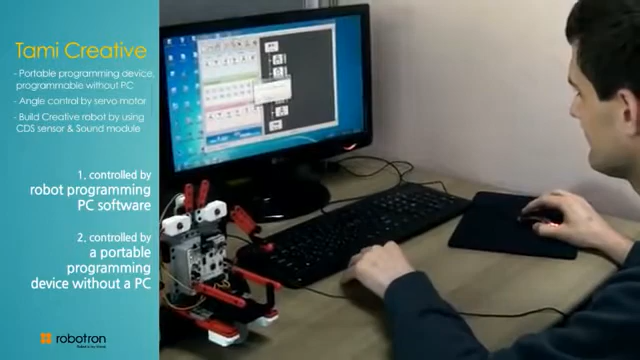 Tami Creative
- Portable programming device,
programmable without PC
- Angle control by servo motor
- Build Creative robot by using
CDS sensor & Sound module
1, controlled by
robot programming
PC software
2, controlled by
a portable
programming
device without a PC
robotron